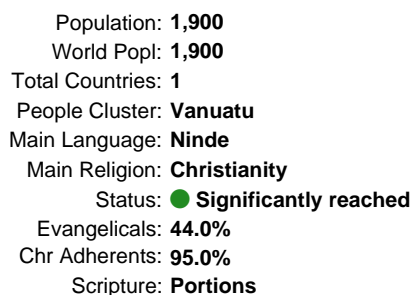 Population: 1,900
World Popl: 1,900
Total Countries: 1
People Cluster: Vanuatu
Main Language: Ninde
Main Religion: Christianity
Status: Significantly reached
Evangelicals: 44.0%
Chr Adherents: 95.0%
Scripture: Portions